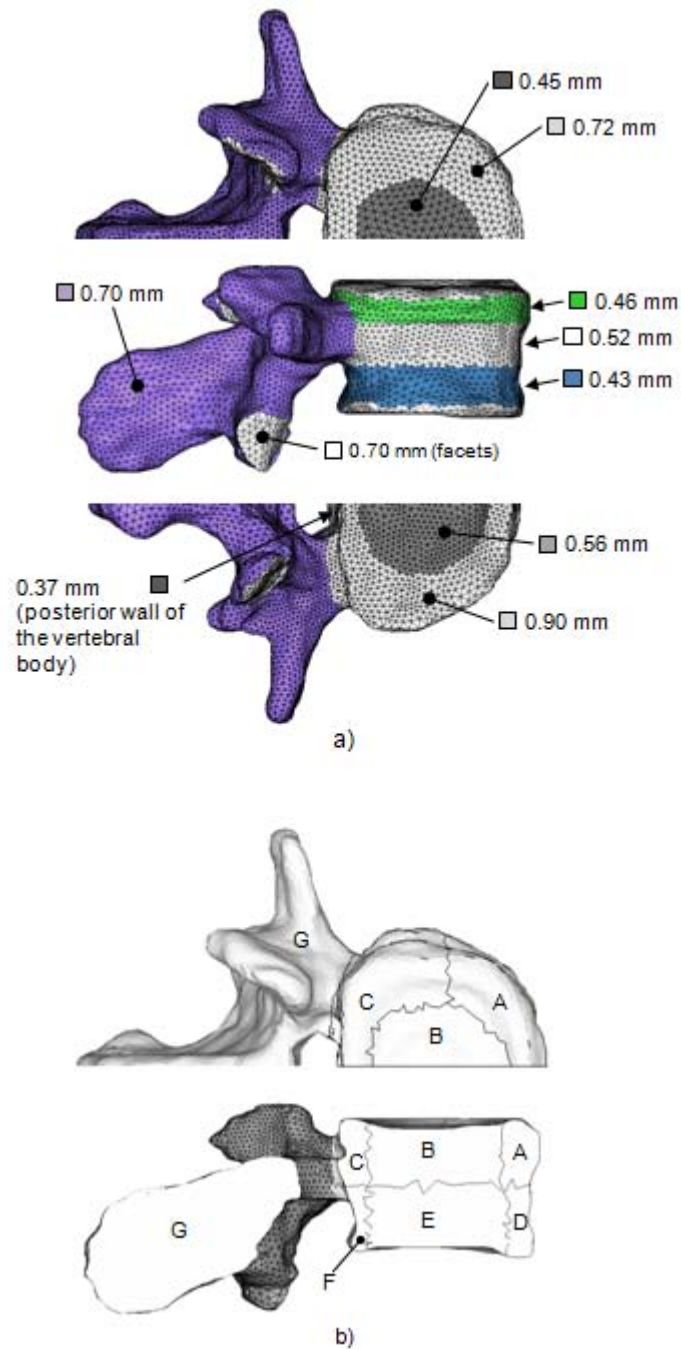 0.45 mm
0.72 mm
0.70 mm
0.46 mm
0.52 mm
0.43 mm
0.70 mm (facets)
0.56 mm
0.37 mm
(posterior wall of
the vertebral
body)
0.90 mm
a)
G
C
A
B
C
B
A
G
E
D
F
b)